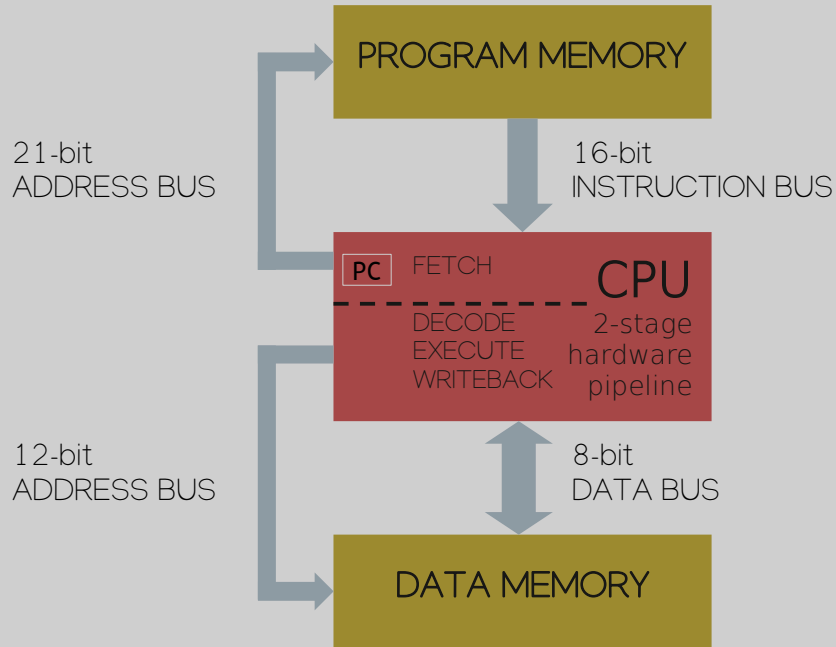 PROGRAM MEMORY
21-bit
ADDRESS BUS
16-bit
INSTRUCTION BUS
PC
FETCH
CPU
DECODE
EXECUTE
WRITEBACK
2-stage
hardware
pipeline
12-bit
ADDRESS BUS
8-bit
DATA BUS
DATA MEMORY